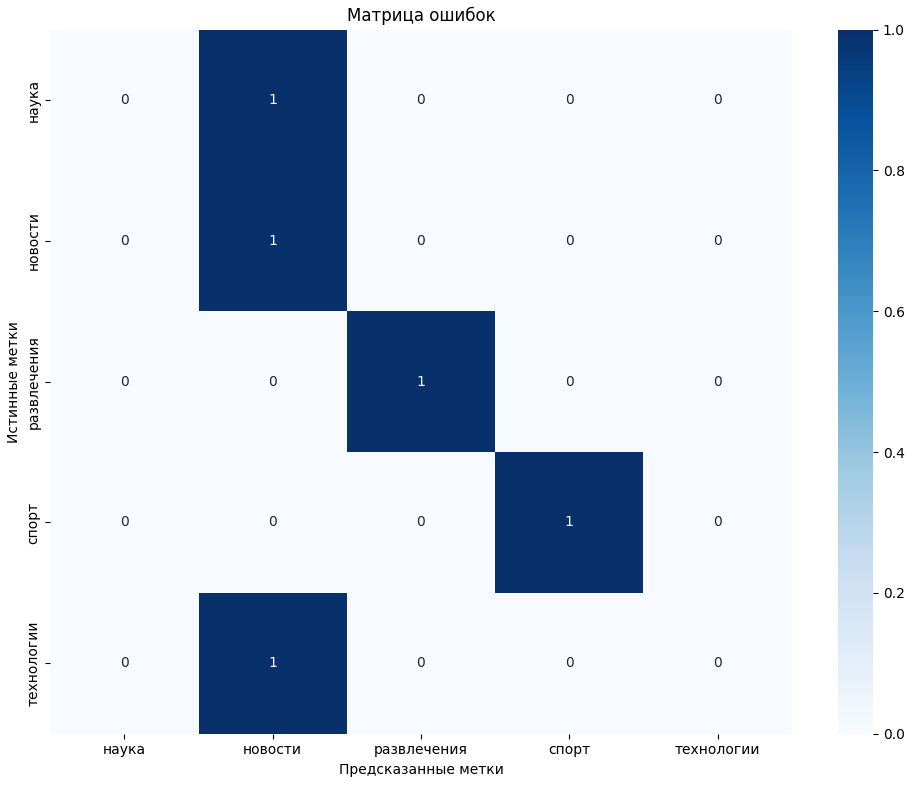 Матрица ошибок
наука
0 1 0 0 0
новости
0 1 0 0 0
развлечения
0 0 1 0 0
спорт
0 0 0 1 0
технологии
0 1 0 0 0
Истинные метки
наука новости развлечения спорт технологии
Предсказанные метки
1.0
0.8
0.6
0.4
0.2
0.0